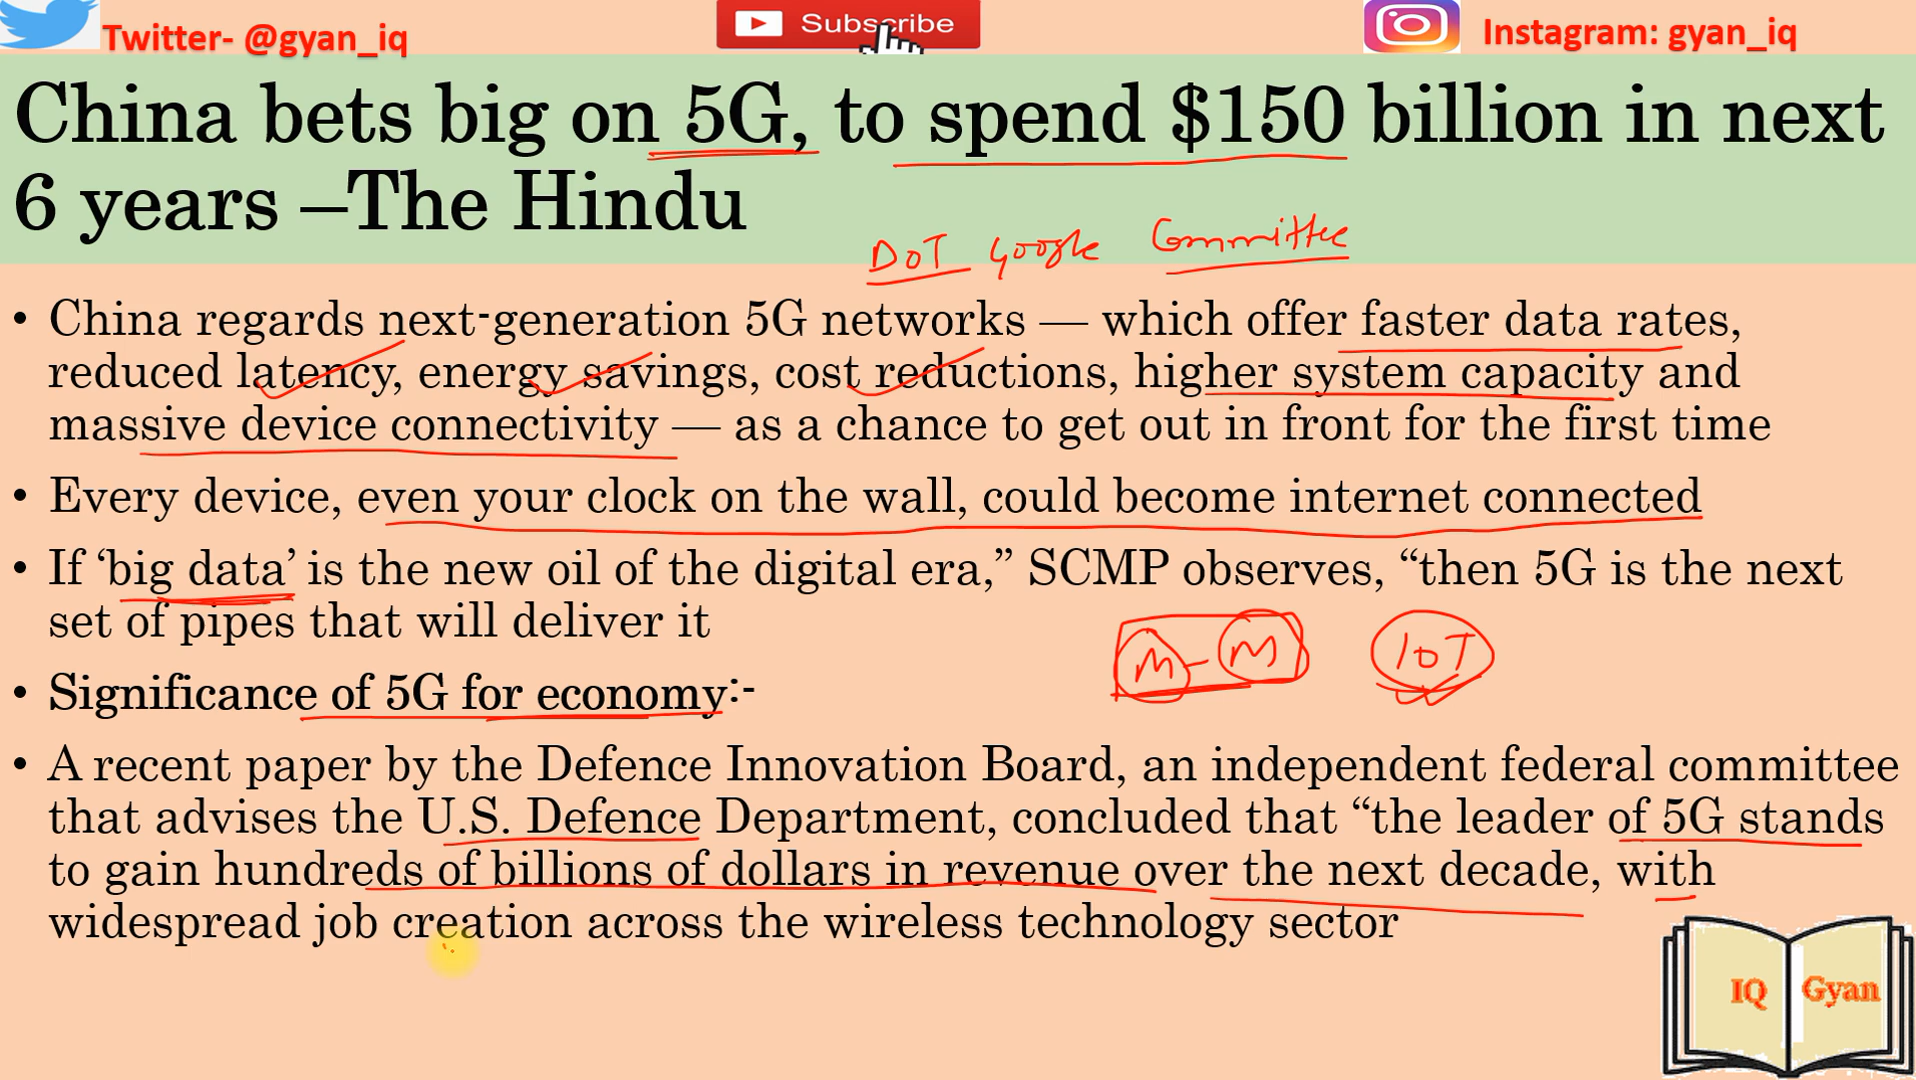 Twitter- @gyan_iq
Subscribe
Instagram: gyan_iq
China bets big on 5G, to spend $150 billion in next
6 years –The Hindu
DoT Google Committee
• China regards next-generation 5G networks — which offer faster data rates,
reduced latency, energy savings, cost reductions, higher system capacity and
massive device connectivity — as a chance to get out in front for the first time
• Every device, even your clock on the wall, could become internet connected
• If ‘big data’ is the new oil of the digital era,” SCMP observes, “then 5G is the next
set of pipes that will deliver it
M - M IoT
• Significance of 5G for economy:-
• A recent paper by the Defence Innovation Board, an independent federal committee
that advises the U.S. Defence Department, concluded that “the leader of 5G stands
to gain hundreds of billions of dollars in revenue over the next decade, with
widespread job creation across the wireless technology sector
IQ Gyan